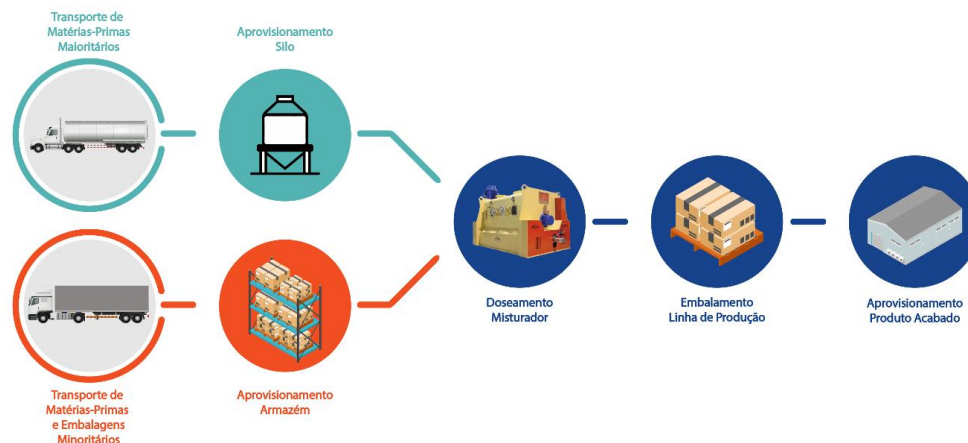 Transporte de
Matérias-Primas
Maioritários
Aprovisionamento
Silo
Doseamento
Misturador
Embalamento
Linha de Produção
Aprovisionamento
Produto Acabado
Transporte de
Matérias-Primas
e Embalagens
Minoritários
Aprovisionamento
Armazém